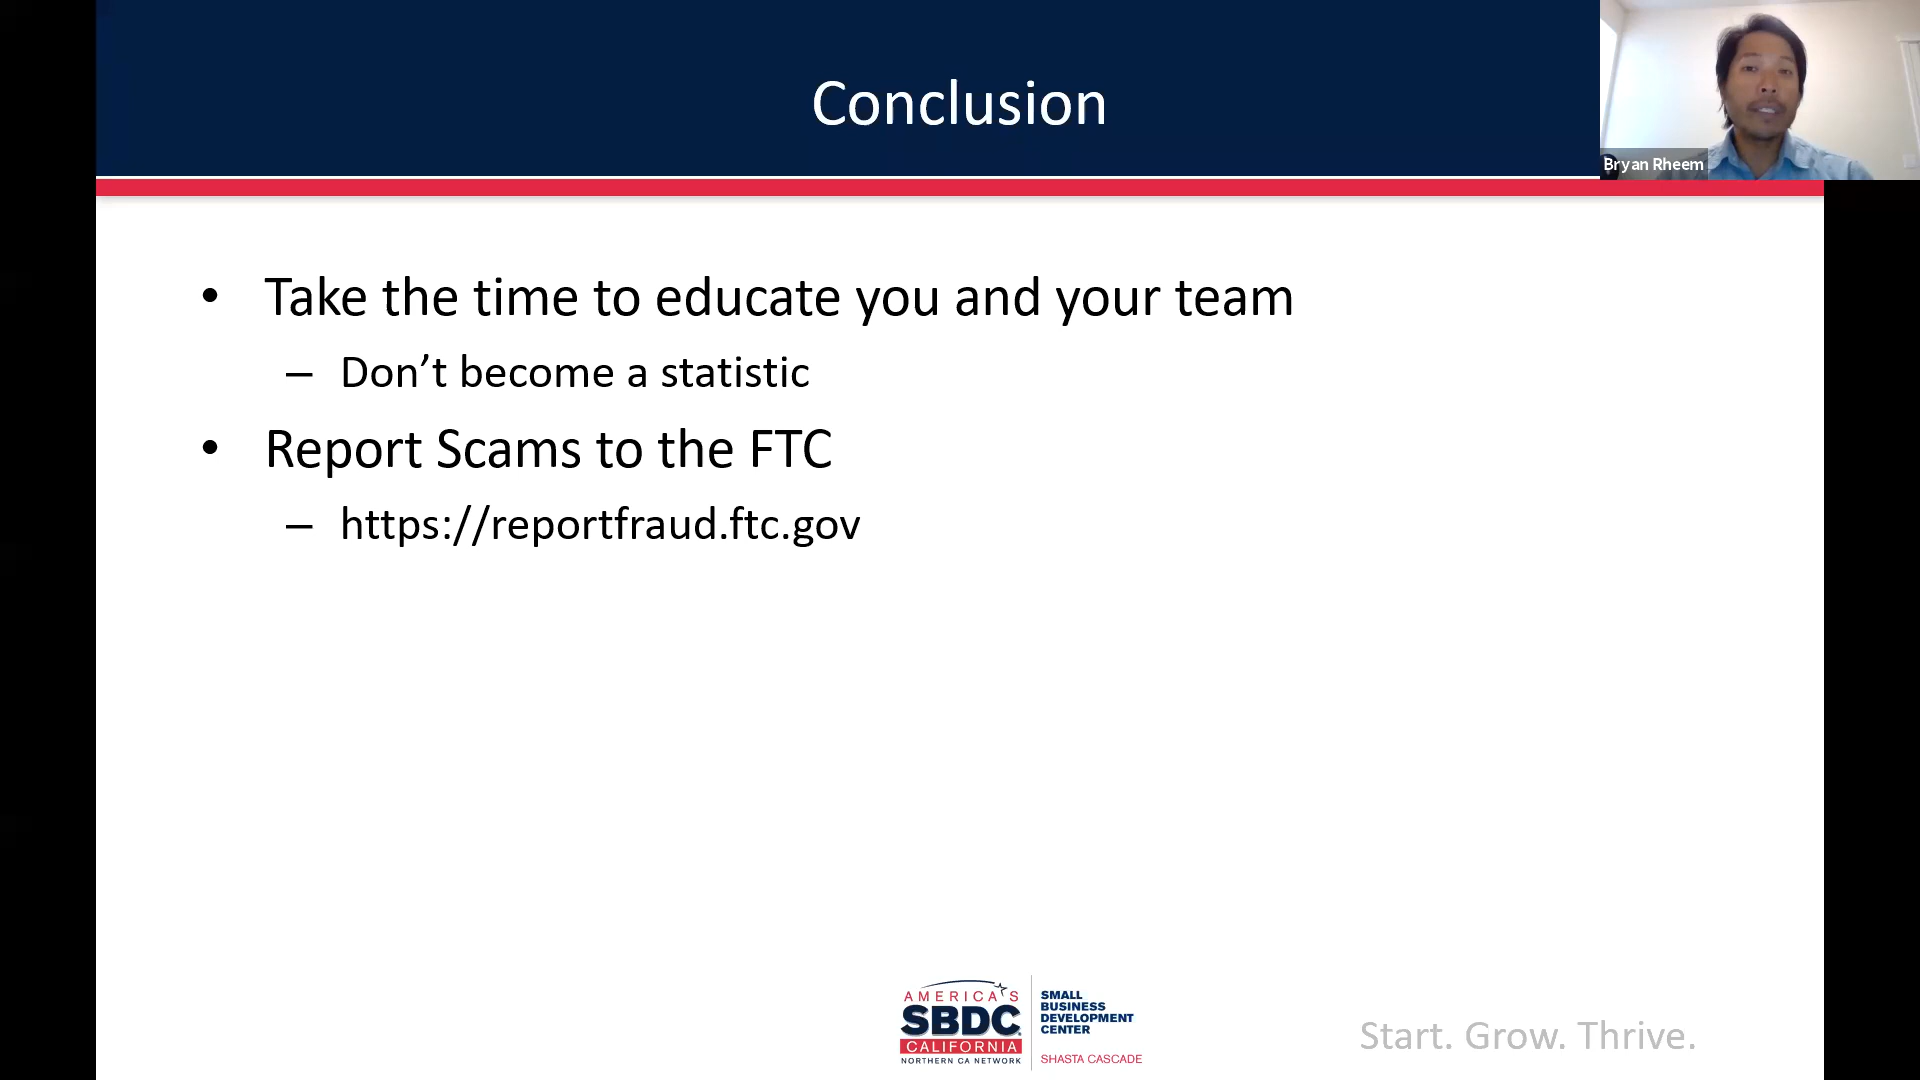 Conclusion
Bryan Rheem
• Take the time to educate you and your team
– Don’t become a statistic
• Report Scams to the FTC
– https://reportfraud.ftc.gov
AMERICA'S
SBDC
CALIFORNIA
NORTHERN CA NETWORK
SMALL
BUSINESS
DEVELOPMENT
CENTER
SHASTA CASCADE
Start. Grow. Thrive.